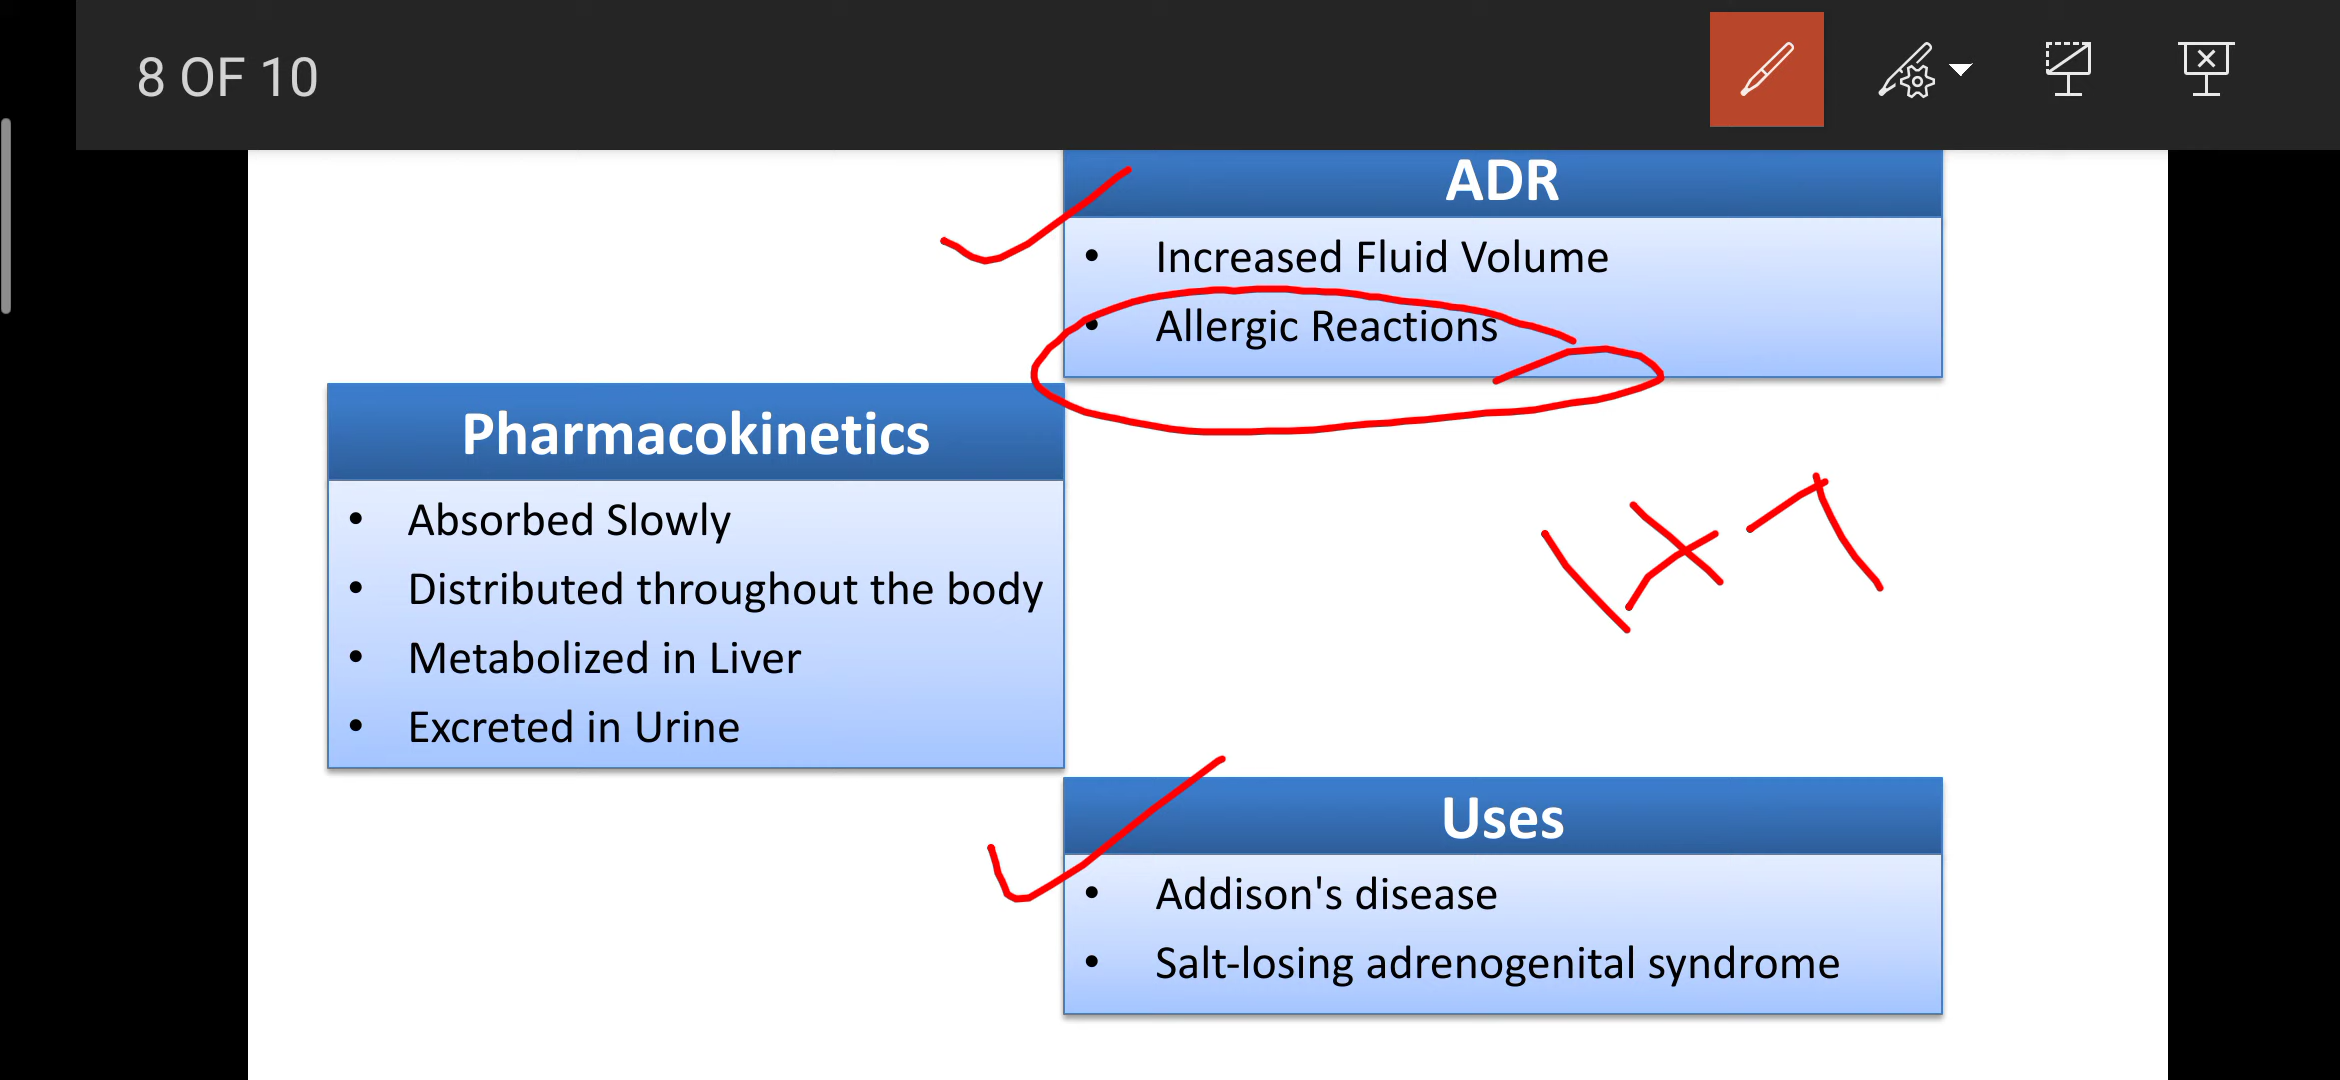 8 OF 10
ADR
• Increased Fluid Volume
• Allergic Reactions
Pharmacokinetics
• Absorbed Slowly
• Distributed throughout the body
• Metabolized in Liver
• Excreted in Urine
Uses
• Addison's disease
• Salt-losing adrenogenital syndrome